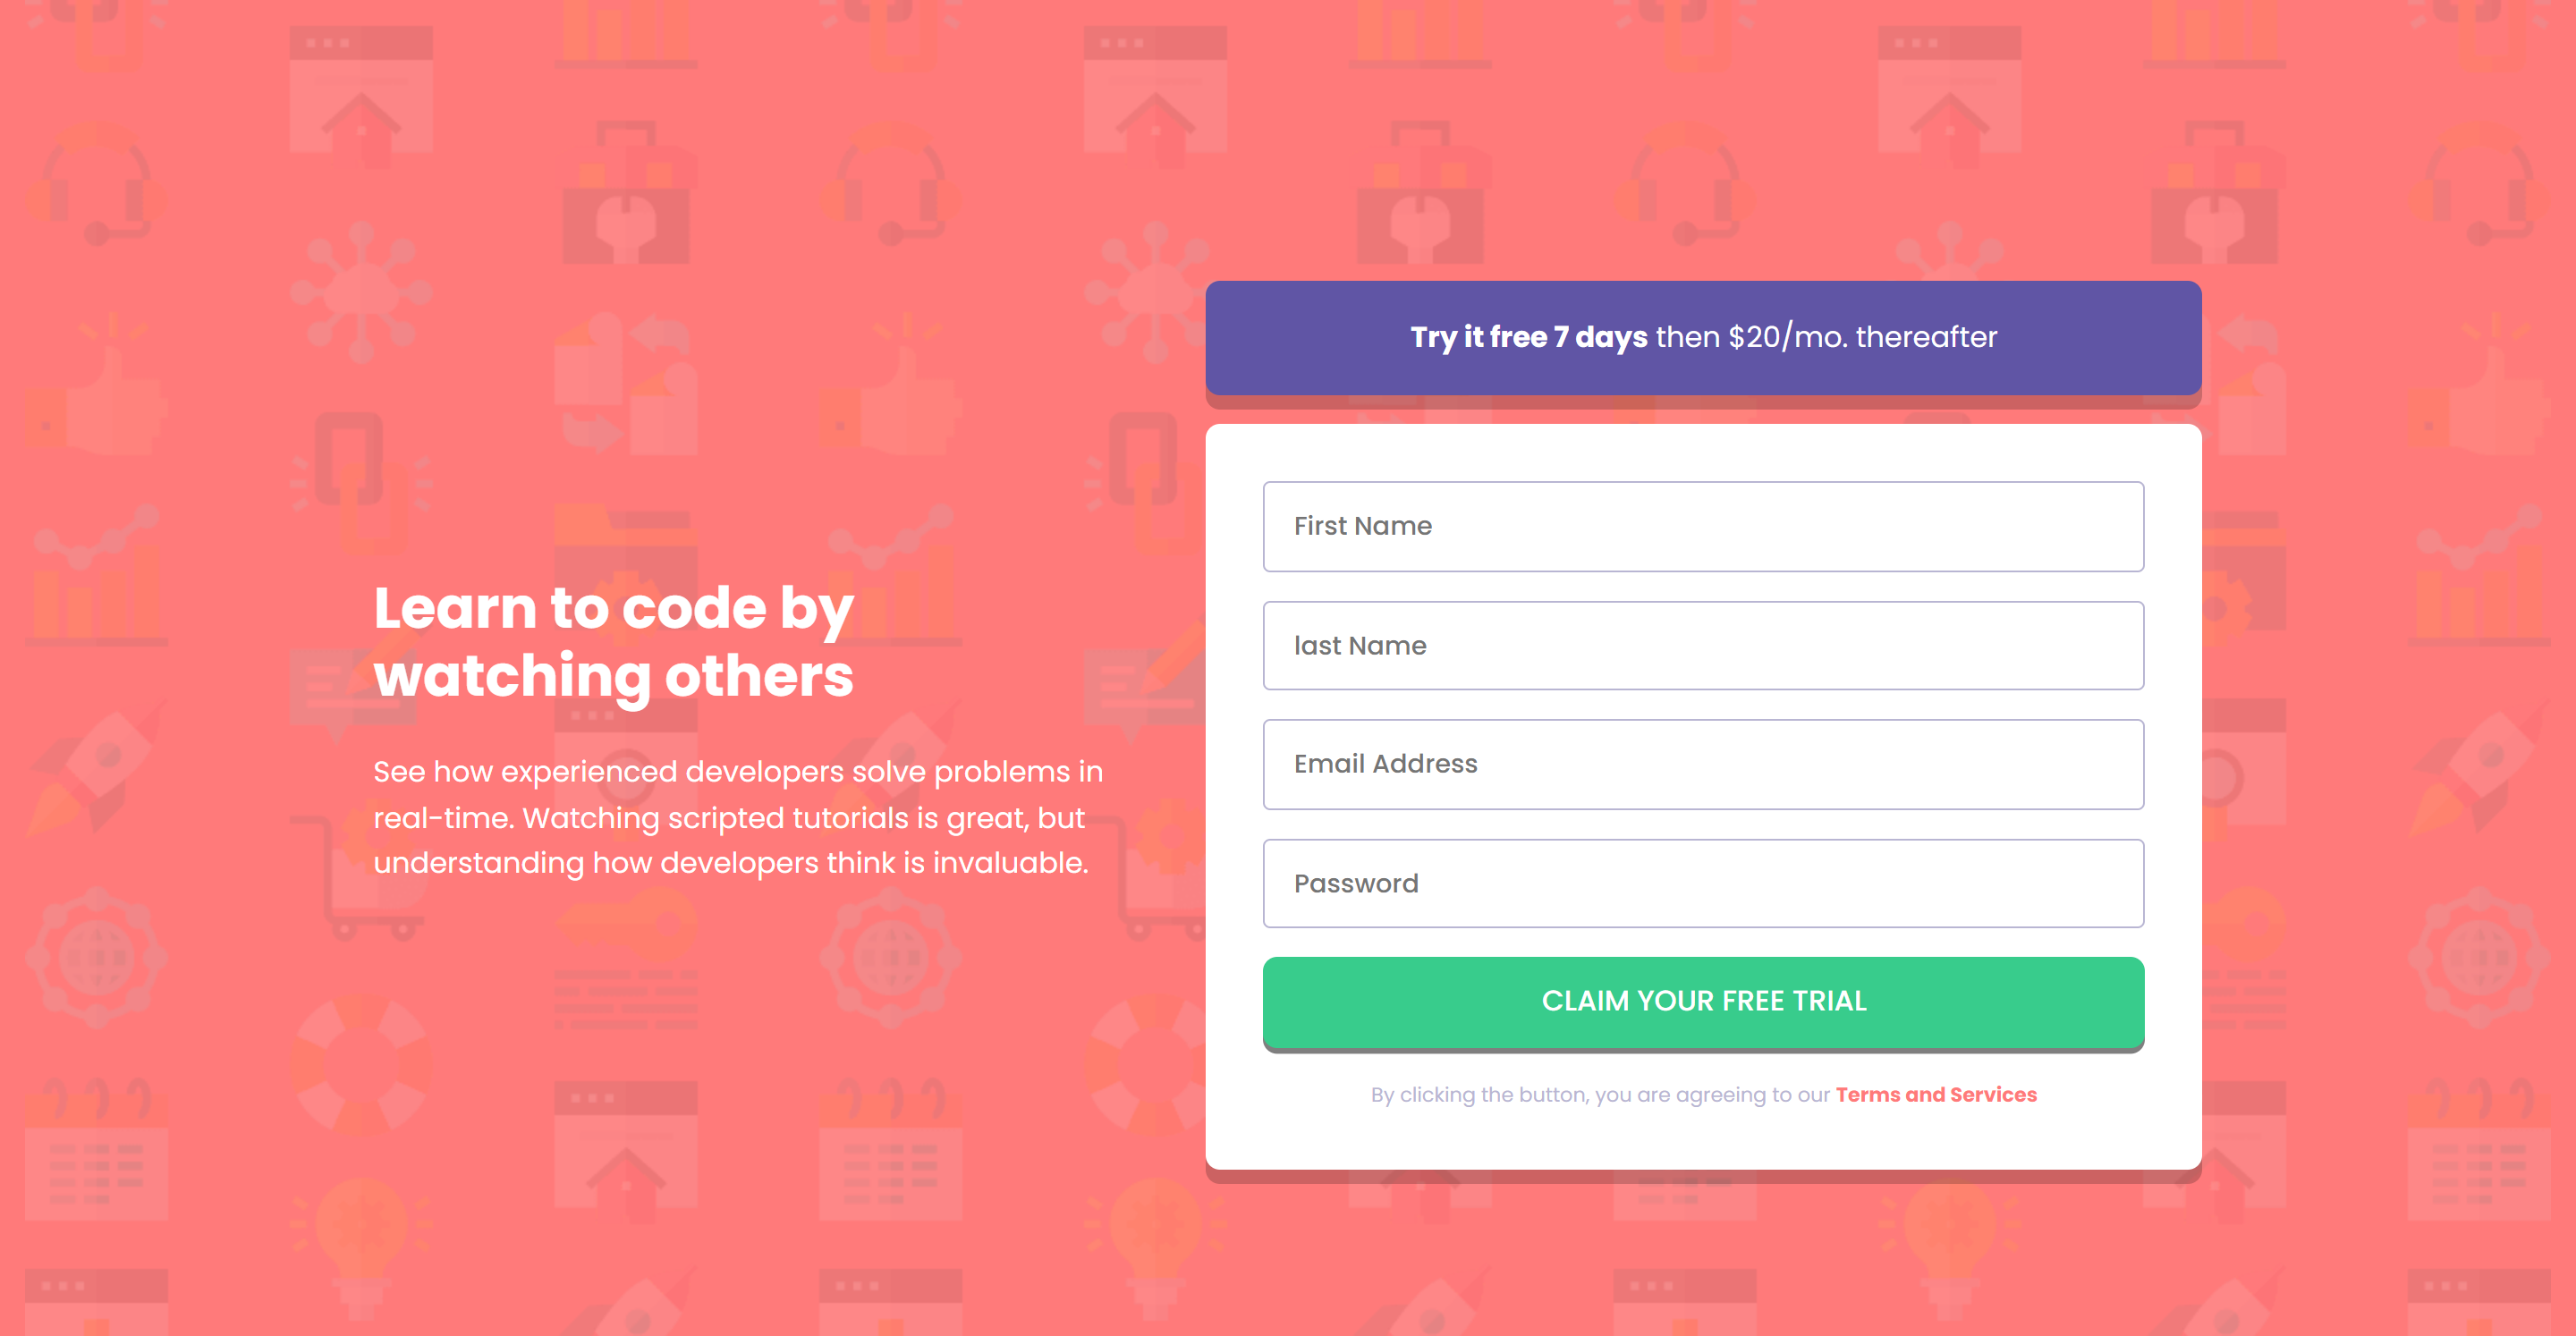 Learn to code by
watching others
See how experienced developers solve problems in
real-time. Watching scripted tutorials is great, but
understanding how developers think is invaluable.
Try it free 7 days then $20/mo. thereafter
First Name
last Name
Email Address
Password
CLAIM YOUR FREE TRIAL
By clicking the button, you are agreeing to our Terms and Services